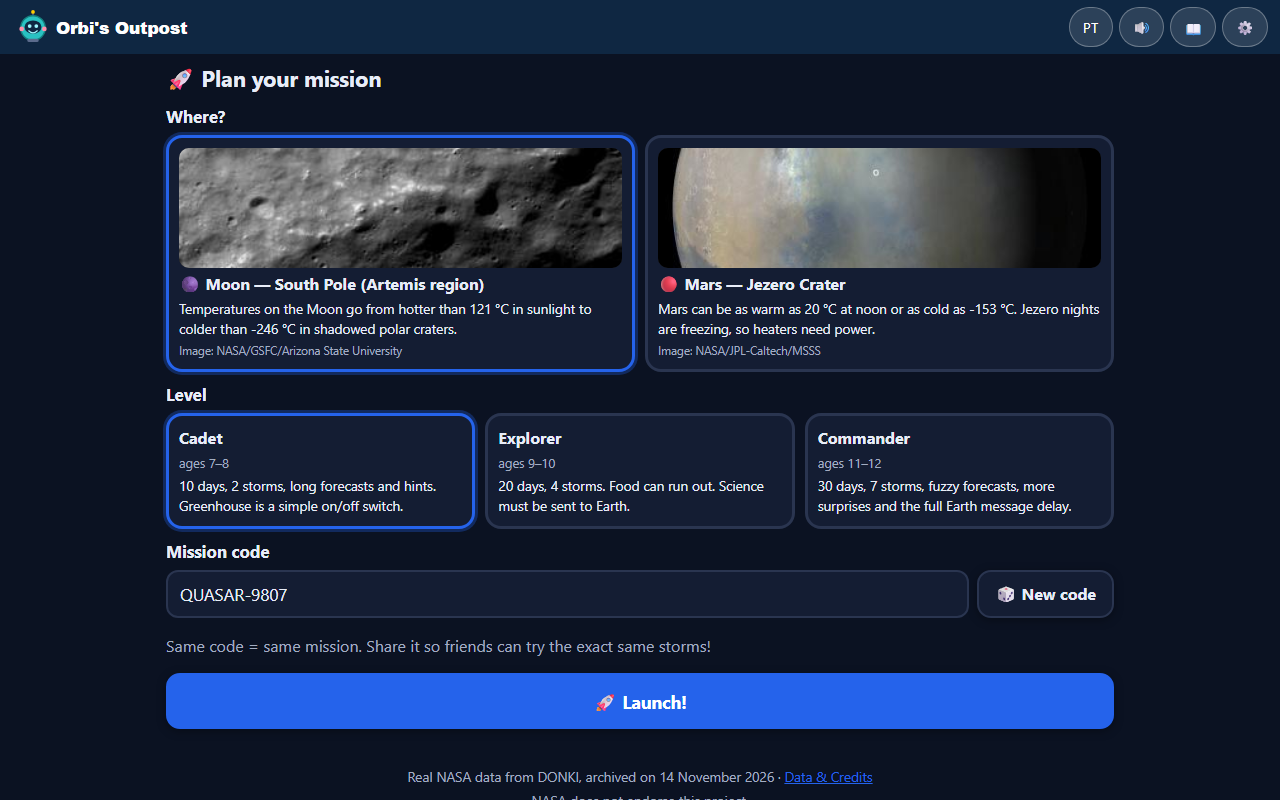 Orbi's Outpost
PT
🚀 Plan your mission
Where?
Moon — South Pole (Artemis region)
Temperatures on the Moon go from hotter than 121 °C in sunlight to
colder than -246 °C in shadowed polar craters.
Image: NASA/GSFC/Arizona State University
Mars — Jezero Crater
Mars can be as warm as 20 °C at noon or as cold as -153 °C. Jezero nights
are freezing, so heaters need power.
Image: NASA/JPL-Caltech/MSSS
Level
Cadet
ages 7–8
10 days, 2 storms, long forecasts and hints.
Greenhouse is a simple on/off switch.
Explorer
ages 9–10
20 days, 4 storms. Food can run out. Science
must be sent to Earth.
Commander
ages 11–12
30 days, 7 storms, fuzzy forecasts, more
surprises and the full Earth message delay.
Mission code
QUASAR-9807
🎲 New code
Same code = same mission. Share it so friends can try the exact same storms!
🚀 Launch!
Real NASA data from DONKI, archived on 14 November 2026 · Data & Credits
NASA does not endorse this project